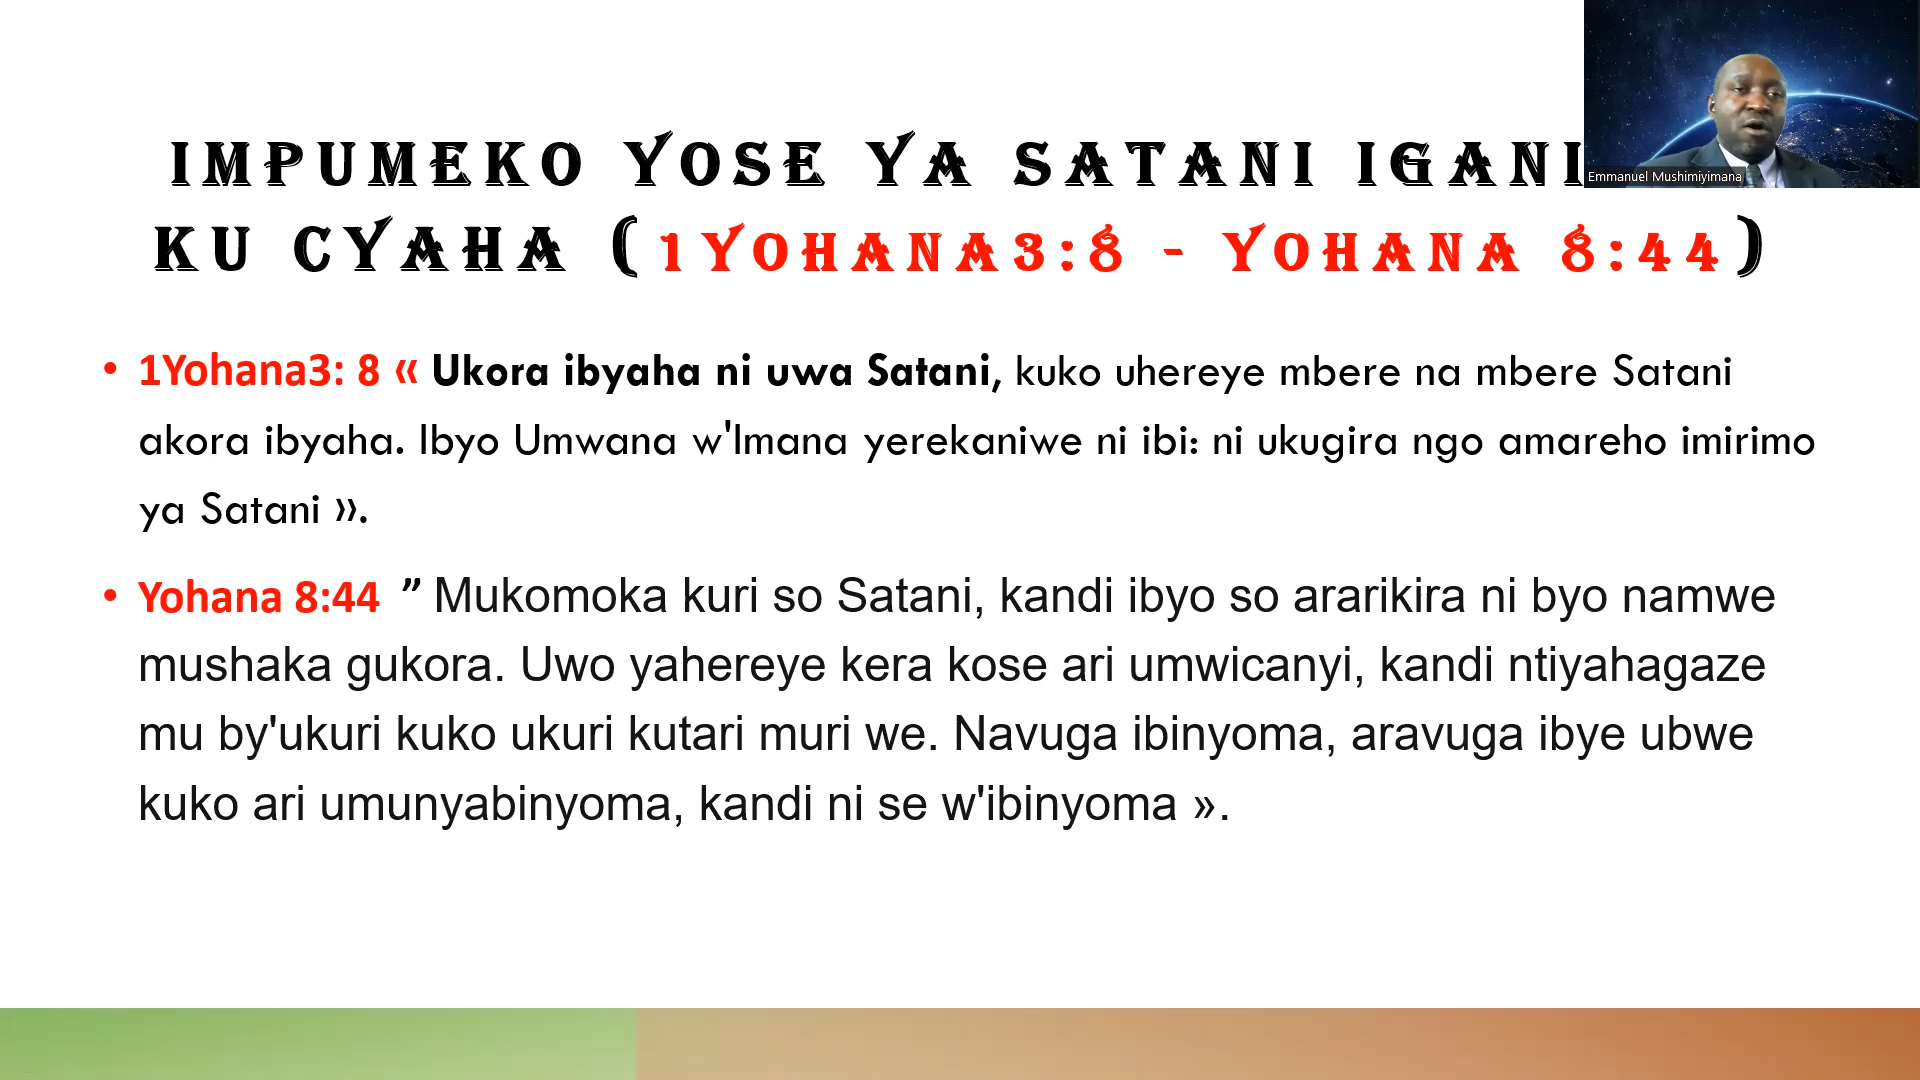 IMPUMEKO YOSE YA SATANI
KU CYAHA (1YOHANA3:8 - YOHANA 8:44)
Emmanuel Mushimiyimana
• 1Yohana3: 8 « Ukora ibyaha ni uwa Satani, kuko uhereye mbere na mbere Satani
akora ibyaha. Ibyo Umwana w'Imana yerekaniwe ni ibi: ni ukugira ngo amareho imirimo
ya Satani ».
• Yohana 8:44 ” Mukomoka kuri so Satani, kandi ibyo so ararikira ni byo namwe
mushaka gukora. Uwo yahereye kera kose ari umwicanyi, kandi ntiyahagaze
mu by'ukuri kuko ukuri kutari muri we. Navuga ibinyoma, aravuga ibye ubwe
kuko ari umunyabinyoma, kandi ni se w'ibinyoma ».